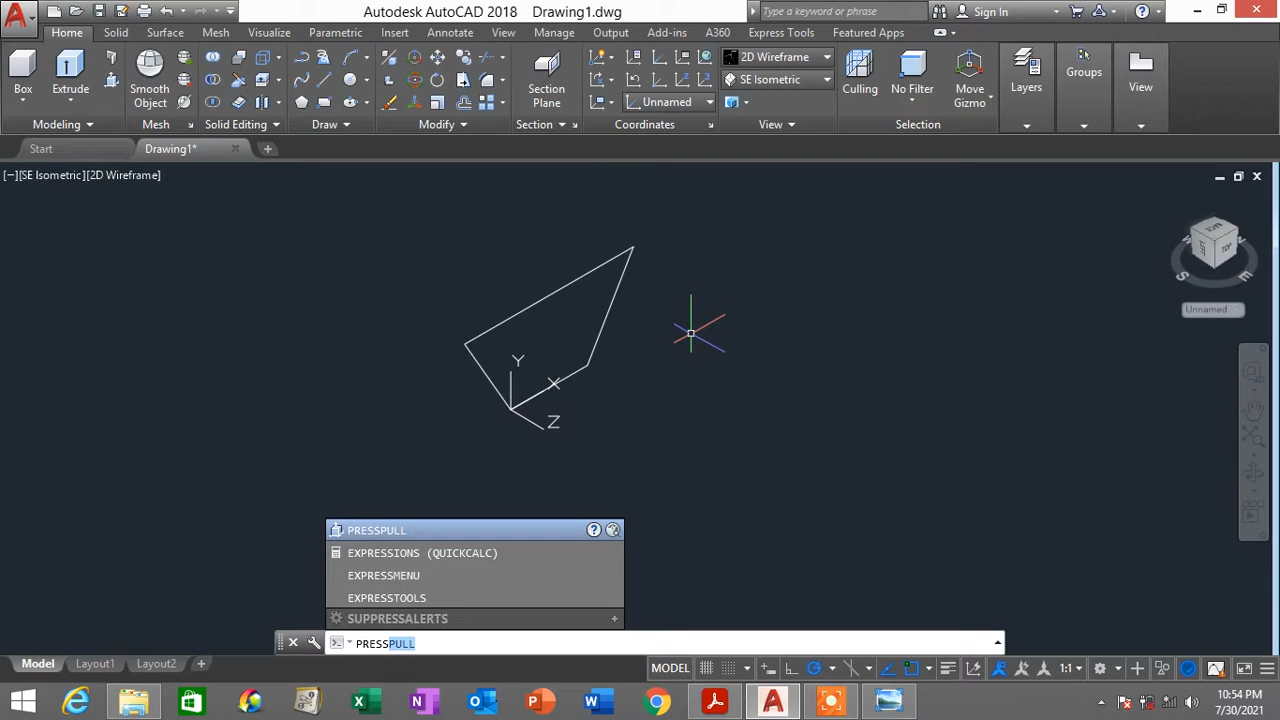 Autodesk AutoCAD 2018 Drawing1.dwg
Type a keyword or phrase
Sign In
Home Solid Surface Mesh Visualize Parametric Insert Annotate View Manage Output Add-ins A360 Express Tools Featured Apps
Box
Extrude
Smooth
Object
Section
Plane
2D Wireframe
SE Isometric
Unnamed
Culling
No Filter
Move
Gizmo
Layers
Groups
View
Modeling
Mesh
Solid Editing
Draw
Modify
Section
Coordinates
View
Selection
Start
Drawing1*
[−][SE Isometric][2D Wireframe]
TOP
S
E
Unnamed
Y
X
Z
PRESSPULL
EXPRESSIONS (QUICKCALC)
EXPRESSMENU
EXPRESSTOOLS
SUPPRESSALERTS
PRESSPULL
Model Layout1 Layout2
MODEL
1:1
10:54 PM
7/30/2021